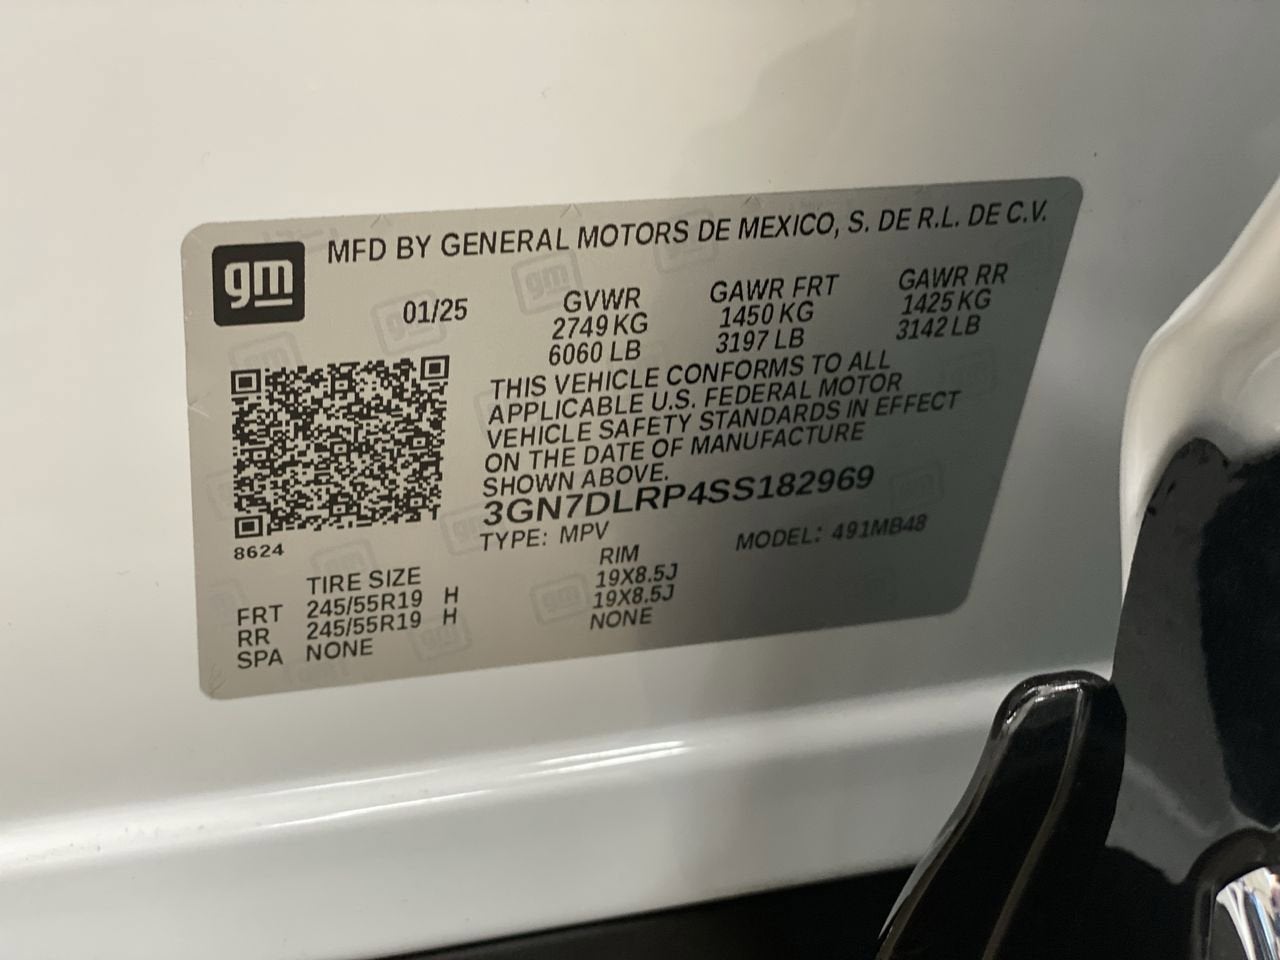 gm
MFD BY GENERAL MOTORS DE MEXICO, S. DE R.L. DE C.V.
01/25
GVWR GAWR FRT GAWR RR
2749 KG 1450 KG 1425 KG
6060 LB 3197 LB 3142 LB
THIS VEHICLE CONFORMS TO ALL
APPLICABLE U.S. FEDERAL MOTOR
VEHICLE SAFETY STANDARDS IN EFFECT
ON THE DATE OF MANUFACTURE
SHOWN ABOVE.
3GN7DLRP4SS182969
8624
TYPE: MPV MODEL: 491MB48
TIRE SIZE RIM
FRT 245/55R19 H 19X8.5J
RR 245/55R19 H 19X8.5J
SPA NONE NONE